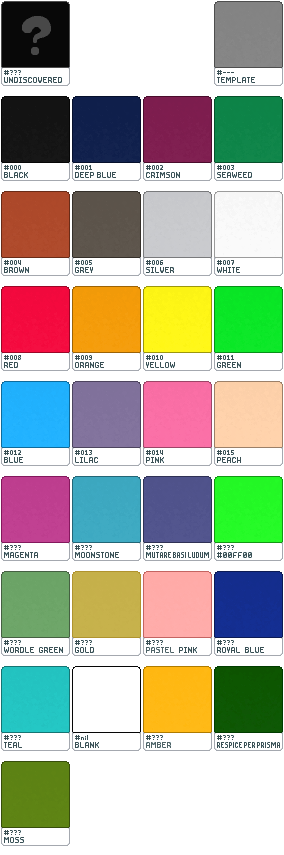 ?
#???
UNDISCOVERED
#---
TEMPLATE
#000
BLACK
#001
DEEP BLUE
#002
CRIMSON
#003
SEAWEED
#004
BROWN
#005
GREY
#006
SILVER
#007
WHITE
#008
RED
#009
ORANGE
#010
YELLOW
#011
GREEN
#012
BLUE
#013
LILAC
#014
PINK
#015
PEACH
#???
MAGENTA
#???
MOONSTONE
#???
MUTARE BASILUDUM
#???
#00FF00
#???
WORDLE GREEN
#???
GOLD
#???
PASTEL PINK
#???
ROYAL BLUE
#???
TEAL
#nil
BLANK
#???
AMBER
#???
RESPICE PER PRISMA
#???
MOSS